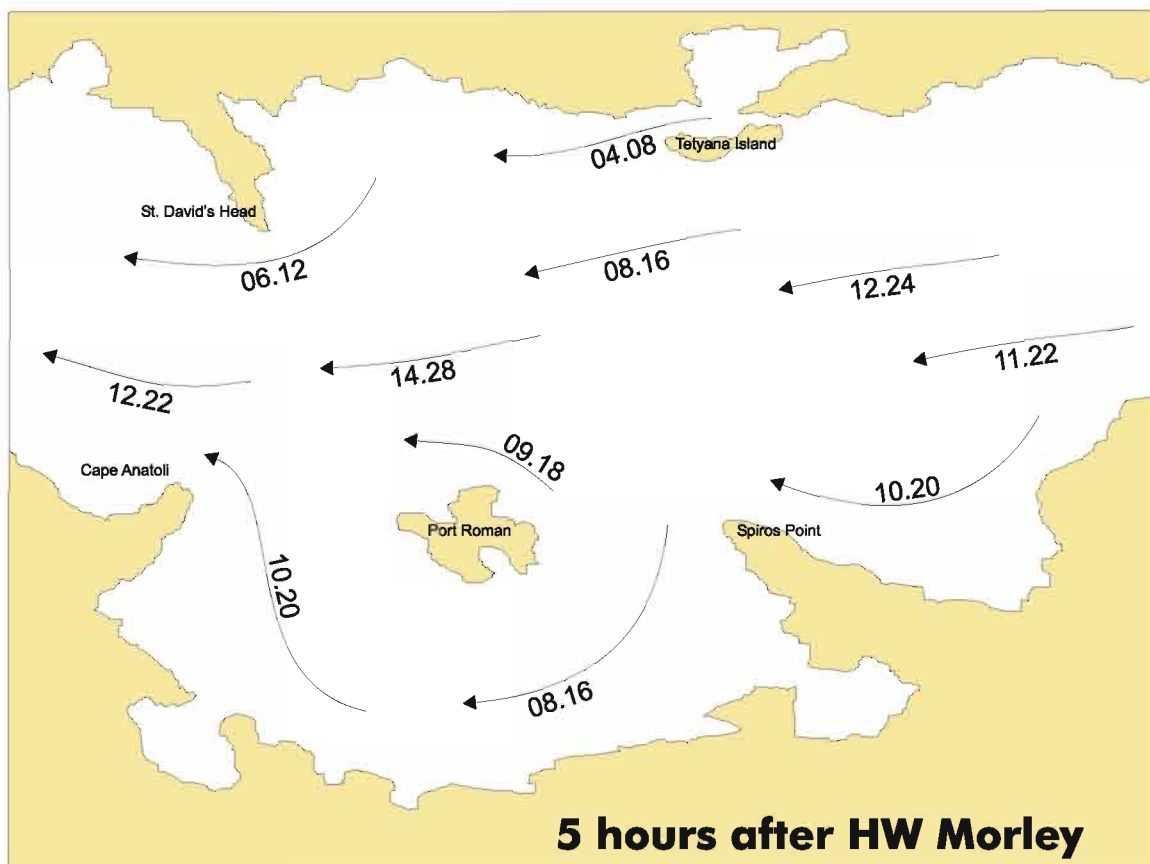 Tetyana Island
04.08
St. David's Head
06.12
08.16
12.24
11.22
14.28
12.22
09.18
Cape Anatoli
10.20
Port Roman
Spiros Point
10.20
08.16
5 hours after HW Morley